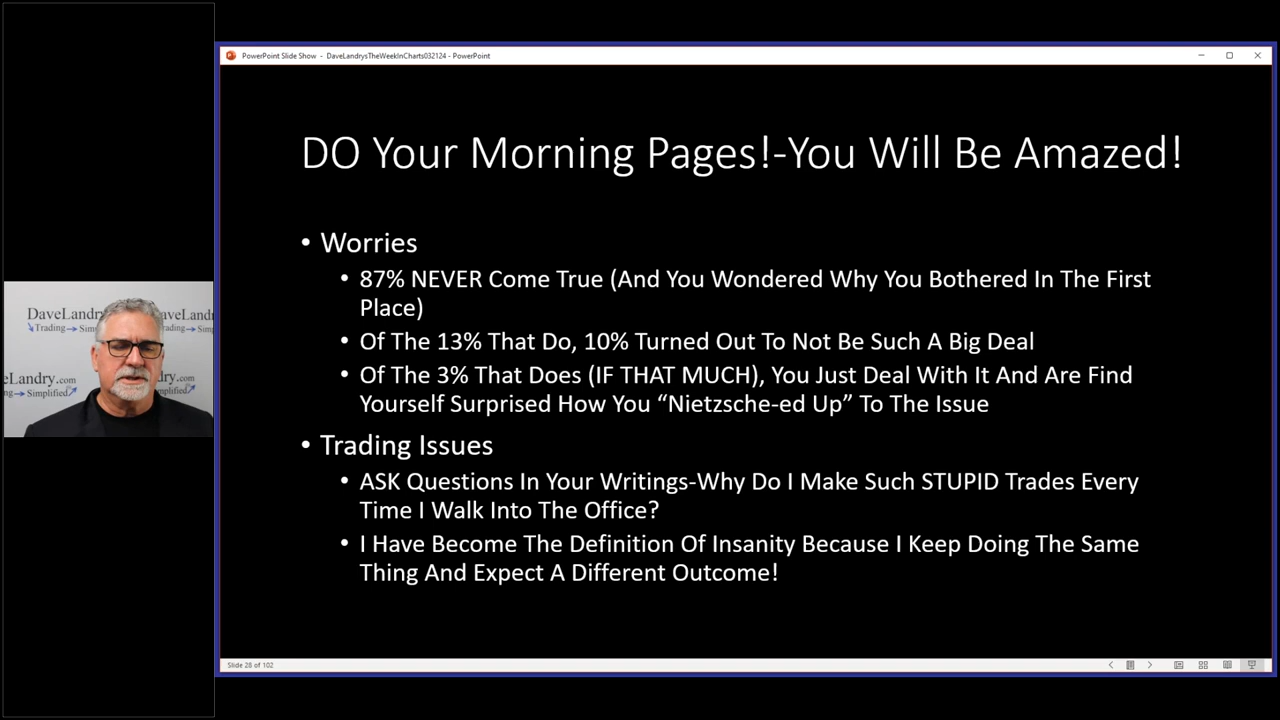 PowerPoint Slide Show - DaveLandrysTheWeekInCharts032124 - PowerPoint
DO Your Morning Pages!-You Will Be Amazed!
• Worries
• 87% NEVER Come True (And You Wondered Why You Bothered In The First
Place)
• Of The 13% That Do, 10% Turned Out To Not Be Such A Big Deal
• Of The 3% That Does (IF THAT MUCH), You Just Deal With It And Are Find
Yourself Surprised How You “Nietzsche-ed Up” To The Issue
• Trading Issues
• ASK Questions In Your Writings-Why Do I Make Such STUPID Trades Every
Time I Walk Into The Office?
• I Have Become The Definition Of Insanity Because I Keep Doing The Same
Thing And Expect A Different Outcome!
Slide 28 of 102
DaveLandry
aveLandr
Trading
Sim
eLandry.com
Simplified